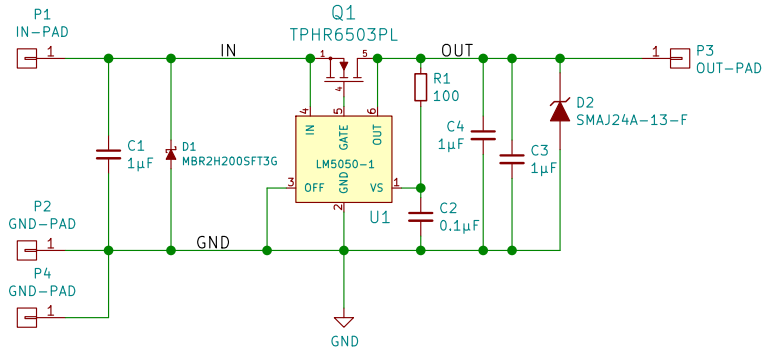 P1
IN-PAD
1
IN
Q1
TPHR6503PL
1
5
4
OUT
1
P3
OUT-PAD
R1
100
D2
SMAJ24A-13-F
C1
1µF
D1
MBR2H200SFT3G
4
5
6
IN
GATE
OUT
LM5050-1
3
OFF
GND
VS
1
2
U1
C4
1µF
C3
1µF
C2
0.1µF
P2
GND-PAD
1
GND
P4
GND-PAD
1
GND